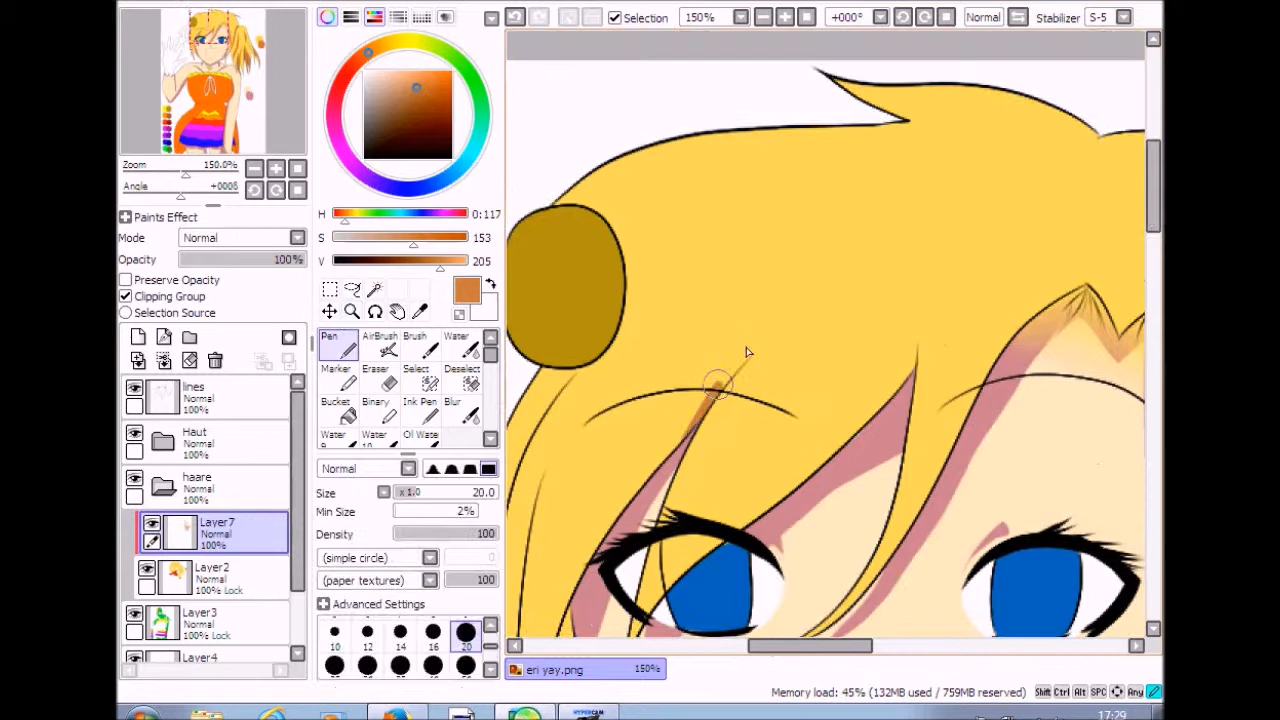 Selection
150%
+000°
Normal
Stabilizer
S-5
Zoom
150.0%
Angle
+0006
Paints Effect
Mode
Normal
Opacity
100%
Preserve Opacity
Clipping Group
Selection Source
lines
Normal
100%
Haut
Normal
100%
haare
Normal
100%
Layer7
Normal
100%
Layer2
Normal
100% Lock
Layer3
Normal
100% Lock
Layer4
H
0:117
S
153
V
205
Pen
AirBrush
Brush
Water
Marker
Eraser
Select
Deselect
Bucket
Binary
Ink Pen
Blur
Water
Water
Oil Wate
Normal
Size
x 1.0
20.0
Min Size
2%
Density
100
(simple circle)
0
(paper textures)
100
Advanced Settings
10
12
14
16
20
eri yay.png
150%
Memory load: 45% (132MB used / 759MB reserved)
Shift Ctrl Alt SPC Any
HYPERCAM
17:29